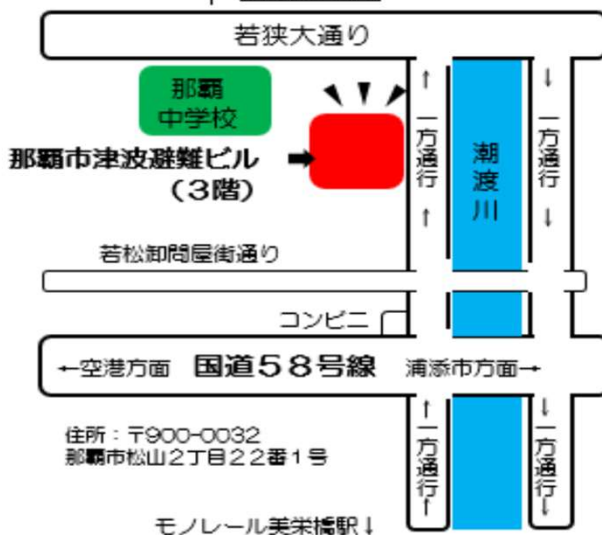 若狭大通り
那覇
中学校
那覇市津波避難ビル ➡
(3階)
↑ 一方通行 ↑
潮渡川
↓ 一方通行 ↓
若松卸問屋街通り
コンビニ
←空港方面 国道58号線 浦添市方面→
住所:〒900-0032
那覇市松山2丁目22番1号
↑一方通行↑
↓一方通行↓
モノレール美栄橋駅↓